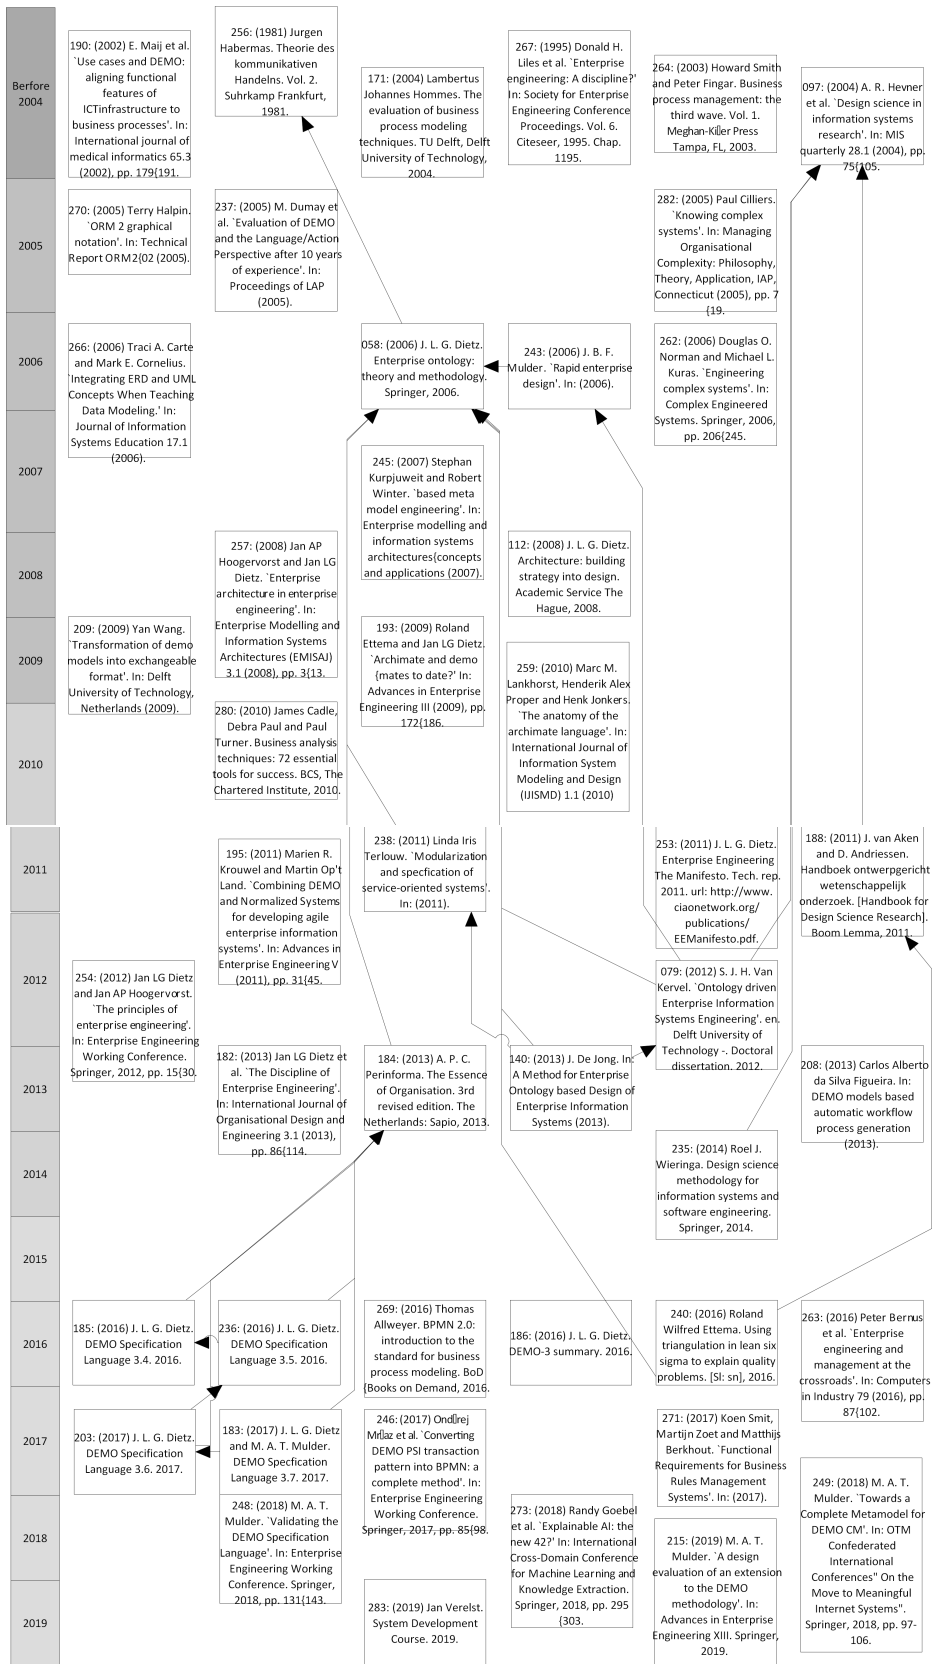 Berfore
2004
190: (2002) E. Maij et al.
`Use cases and DEMO:
aligning functional
features of
ICTinfrastructure to
business processes'. In:
International journal of
medical informatics 65.3
(2002), pp. 179{191.
256: (1981) Jurgen
Habermas. Theorie des
kommunikativen
Handelns. Vol. 2.
Suhrkamp Frankfurt,
1981.
171: (2004) Lambertus
Johannes Hommes. The
evaluation of business
process modeling
techniques. TU Delft, Delft
University of Technology,
2004.
267: (1995) Donald H.
Liles et al. `Enterprise
engineering: A discipline?'
In: Society for Enterprise
Engineering Conference
Proceedings. Vol. 6.
Citeseer, 1995. Chap.
1195.
264: (2003) Howard Smith
and Peter Fingar. Business
process management: the
third wave. Vol. 1.
Meghan-Kiffer Press
Tampa, FL, 2003.
097: (2004) A. R. Hevner
et al. `Design science in
information systems
research'. In: MIS
quarterly 28.1 (2004), pp.
75{105.
2005
270: (2005) Terry Halpin.
`ORM 2 graphical
notation'. In: Technical
Report ORM2{02 (2005).
237: (2005) M. Dumay et
al. `Evaluation of DEMO
and the Language/Action
Perspective after 10 years
of experience'. In:
Proceedings of LAP
(2005).
282: (2005) Paul Cilliers.
`Knowing complex
systems'. In: Managing
Organisational
Complexity: Philosophy,
Theory, Application, IAP,
Connecticut (2005), pp. 7
{19.
2006
266: (2006) Traci A. Carte
and Mark E. Cornelius.
`Integrating ERD and UML
Concepts When Teaching
Data Modeling.' In:
Journal of Information
Systems Education 17.1
(2006).
058: (2006) J. L. G. Dietz.
Enterprise ontology:
theory and methodology.
Springer, 2006.
243: (2006) J. B. F.
Mulder. `Rapid enterprise
design'. In: (2006).
262: (2006) Douglas O.
Norman and Michael L.
Kuras. `Engineering
complex systems'. In:
Complex Engineered
Systems. Springer, 2006,
pp. 206{245.
2007
245: (2007) Stephan
Kurpjuweit and Robert
Winter. `based meta
model engineering'. In:
Enterprise modelling and
information systems
architectures{concepts
and applications (2007).
2008
257: (2008) Jan AP
Hoogervorst and Jan LG
Dietz. `Enterprise
architecture in enterprise
engineering'. In:
Enterprise Modelling and
Information Systems
Architectures (EMISAJ)
3.1 (2008), pp. 3{13.
112: (2008) J. L. G. Dietz.
Architecture: building
strategy into design.
Academic Service The
Hague, 2008.
2009
209: (2009) Yan Wang.
`Transformation of demo
models into exchangeable
format'. In: Delft
University of Technology,
Netherlands (2009).
193: (2009) Roland
Ettema and Jan LG Dietz.
`Archimate and demo
{mates to date?' In:
Advances in Enterprise
Engineering III (2009), pp.
172{186.
259: (2010) Marc M.
Lankhorst, Henderik Alex
Proper and Henk Jonkers.
`The anatomy of the
archimate language'. In:
International Journal of
Information System
Modeling and Design
(IJISMD) 1.1 (2010)
2010
280: (2010) James Cadle,
Debra Paul and Paul
Turner. Business analysis
techniques: 72 essential
tools for success. BCS, The
Chartered Institute, 2010.
2011
195: (2011) Marien R.
Krouwel and Martin Op't
Land. `Combining DEMO
and Normalized Systems
for developing agile
enterprise information
systems'. In: Advances in
Enterprise Engineering V
(2011), pp. 31{45.
238: (2011) Linda Iris
Terlouw. `Modularization
and specfication of
service-oriented systems'.
In: (2011).
253: (2011) J. L. G. Dietz.
Enterprise Engineering
The Manifesto. Tech. rep.
2011. url: http://www.
ciaonetwork.org/
publications/
EEManifesto.pdf.
188: (2011) J. van Aken
and D. Andriessen.
Handboek ontwerpgericht
wetenschappelijk
onderzoek. [Handbook for
Design Science Research].
Boom Lemma, 2011.
2012
254: (2012) Jan LG Dietz
and Jan AP Hoogervorst.
`The principles of
enterprise engineering'.
In: Enterprise Engineering
Working Conference.
Springer, 2012, pp. 15{30.
079: (2012) S. J. H. Van
Kervel. `Ontology driven
Enterprise Information
Systems Engineering'. en.
Delft University of
Technology -. Doctoral
dissertation. 2012.
2013
182: (2013) Jan LG Dietz et
al. `The Discipline of
Enterprise Engineering'.
In: International Journal of
Organisational Design and
Engineering 3.1 (2013),
pp. 86{114.
184: (2013) A. P. C.
Perinforma. The Essence
of Organisation. 3rd
revised edition. The
Netherlands: Sapio, 2013.
140: (2013) J. De Jong. In:
A Method for Enterprise
Ontology based Design of
Enterprise Information
Systems (2013).
208: (2013) Carlos Alberto
da Silva Figueira. In:
DEMO models based
automatic workflow
process generation
(2013).
2014
235: (2014) Roel J.
Wieringa. Design science
methodology for
information systems and
software engineering.
Springer, 2014.
2015
2016
185: (2016) J. L. G. Dietz.
DEMO Specification
Language 3.4. 2016.
236: (2016) J. L. G. Dietz.
DEMO Specification
Language 3.5. 2016.
269: (2016) Thomas
Allweyer. BPMN 2.0:
introduction to the
standard for business
process modeling. BoD
{Books on Demand, 2016.
186: (2016) J. L. G. Dietz.
DEMO-3 summary. 2016.
240: (2016) Roland
Wilfred Ettema. Using
triangulation in lean six
sigma to explain quality
problems. [Sl: sn], 2016.
263: (2016) Peter Bernus
et al. `Enterprise
engineering and
management at the
crossroads'. In: Computers
in Industry 79 (2016), pp.
87{102.
2017
203: (2017) J. L. G. Dietz.
DEMO Specification
Language 3.6. 2017.
183: (2017) J. L. G. Dietz
and M. A. T. Mulder.
DEMO Specfication
Language 3.7. 2017.
246: (2017) Ond rej
Mr az et al. `Converting
DEMO PSI transaction
pattern into BPMN: a
complete method'. In:
Enterprise Engineering
Working Conference.
Springer, 2017, pp. 85{98.
271: (2017) Koen Smit,
Martijn Zoet and Matthijs
Berkhout. `Functional
Requirements for Business
Rules Management
Systems'. In: (2017).
2018
248: (2018) M. A. T.
Mulder. `Validating the
DEMO Specification
Language'. In: Enterprise
Engineering Working
Conference. Springer,
2018, pp. 131{143.
273: (2018) Randy Goebel
et al. `Explainable AI: the
new 42?' In: International
Cross-Domain Conference
for Machine Learning and
Knowledge Extraction.
Springer, 2018, pp. 295
{303.
215: (2019) M. A. T.
Mulder. `A design
evaluation of an extension
to the DEMO
methodology'. In:
Advances in Enterprise
Engineering XIII. Springer,
2019.
249: (2018) M. A. T.
Mulder. `Towards a
Complete Metamodel for
DEMO CM'. In: OTM
Confederated
International
Conferences" On the
Move to Meaningful
Internet Systems".
Springer, 2018, pp. 97-
106.
2019
283: (2019) Jan Verelst.
System Development
Course. 2019.